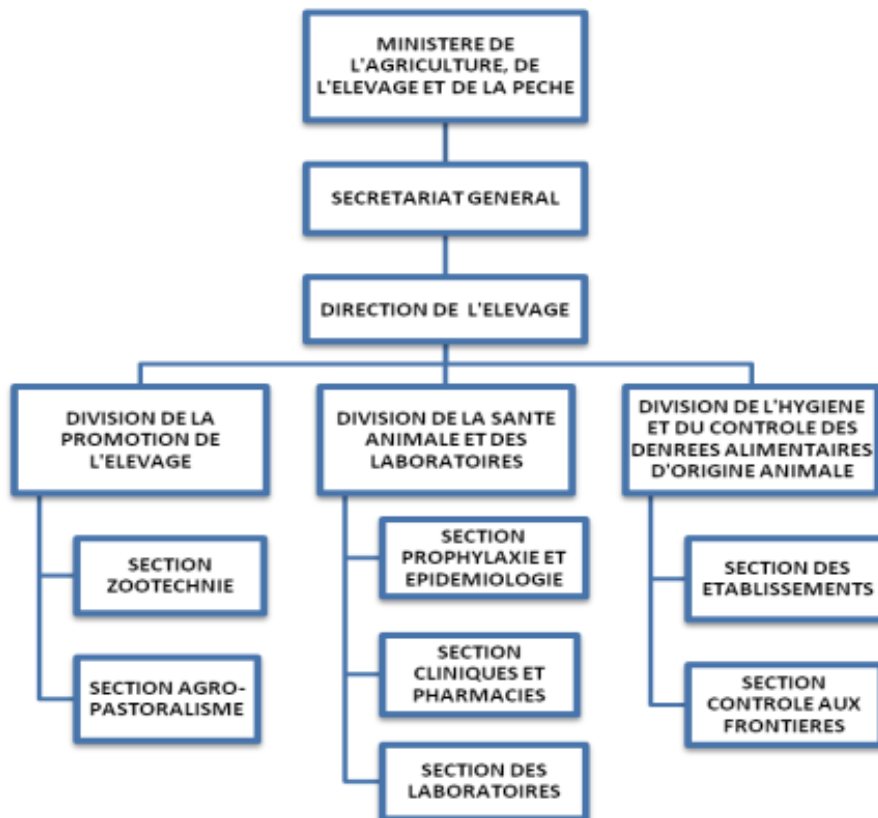 MINISTERE DE
L'AGRICULTURE, DE
L'ELEVAGE ET DE LA PECHE
SECRETARIAT GENERAL
DIRECTION DE L'ELEVAGE
DIVISION DE LA
PROMOTION DE
L'ELEVAGE
SECTION
ZOOTECHNIE
SECTION AGRO-
PASTORALISME
DIVISION DE LA SANTE
ANIMALE ET DES
LABORATOIRES
SECTION
PROPHYLAXIE ET
EPIDEMIOLOGIE
SECTION
CLINIQUES ET
PHARMACIES
SECTION DES
LABORATOIRES
DIVISION DE L'HYGIENE
ET DU CONTROLE DES
DENREES ALIMENTAIRES
D'ORIGINE ANIMALE
SECTION DES
ETABLISSEMENTS
SECTION
CONTROLE AUX
FRONTIERES